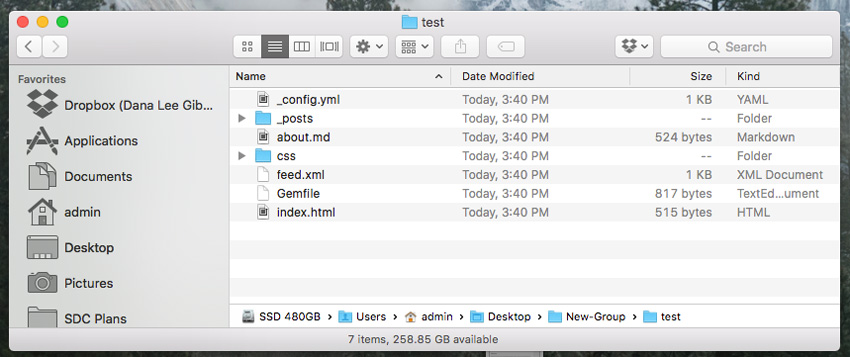 test
Search
Favorites
Dropbox (Dana Lee Gib...
Applications
Documents
admin
Desktop
Pictures
SDC Plans
Name Date Modified Size Kind
_config.yml Today, 3:40 PM 1 KB YAML
_posts Today, 3:40 PM -- Folder
about.md Today, 3:40 PM 524 bytes Markdown
css Today, 3:40 PM -- Folder
feed.xml Today, 3:40 PM 1 KB XML Document
Gemfile Today, 3:40 PM 817 bytes TextEd...ument
index.html Today, 3:40 PM 515 bytes HTML
SSD 480GB Users admin Desktop New-Group test
7 items, 258.85 GB available